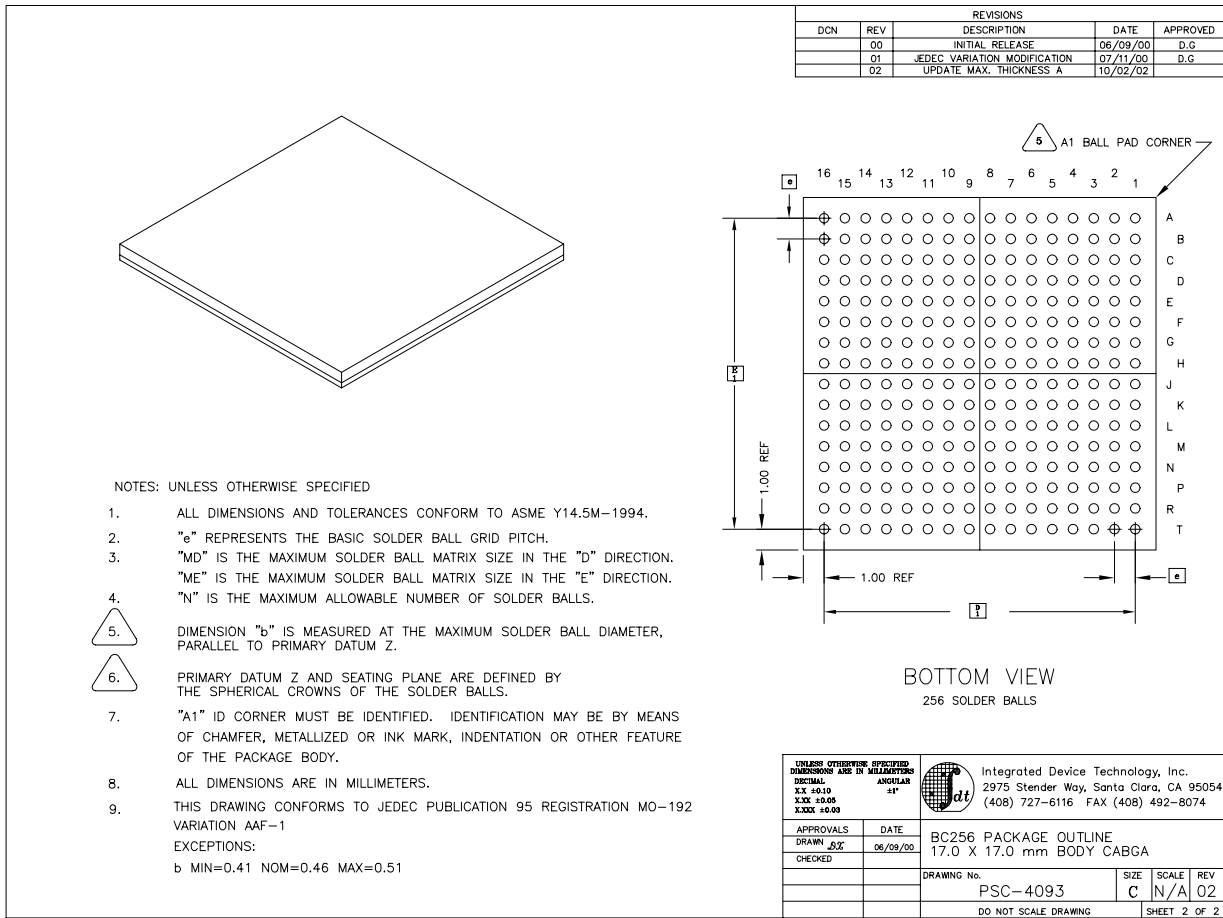 REVISIONS
DCN REV DESCRIPTION DATE APPROVED
00 INITIAL RELEASE 06/09/00 D.G
01 JEDEC VARIATION MODIFICATION 07/11/00 D.G
02 UPDATE MAX. THICKNESS A 10/02/02
5 A1 BALL PAD CORNER
16 15 14 13 12 11 10 9 8 7 6 5 4 3 2 1
e
A
B
C
D
E
F
G
H
J
K
L
M
N
P
R
T
E1
1.00 REF
1.00 REF
e
D1
BOTTOM VIEW
256 SOLDER BALLS
NOTES: UNLESS OTHERWISE SPECIFIED
1. ALL DIMENSIONS AND TOLERANCES CONFORM TO ASME Y14.5M-1994.
2. "e" REPRESENTS THE BASIC SOLDER BALL GRID PITCH.
3. "MD" IS THE MAXIMUM SOLDER BALL MATRIX SIZE IN THE "D" DIRECTION.
"ME" IS THE MAXIMUM SOLDER BALL MATRIX SIZE IN THE "E" DIRECTION.
4. "N" IS THE MAXIMUM ALLOWABLE NUMBER OF SOLDER BALLS.
5. DIMENSION "b" IS MEASURED AT THE MAXIMUM SOLDER BALL DIAMETER,
PARALLEL TO PRIMARY DATUM Z.
6. PRIMARY DATUM Z AND SEATING PLANE ARE DEFINED BY
THE SPHERICAL CROWNS OF THE SOLDER BALLS.
7. "A1" ID CORNER MUST BE IDENTIFIED. IDENTIFICATION MAY BE BY MEANS
OF CHAMFER, METALLIZED OR INK MARK, INDENTATION OR OTHER FEATURE
OF THE PACKAGE BODY.
8. ALL DIMENSIONS ARE IN MILLIMETERS.
9. THIS DRAWING CONFORMS TO JEDEC PUBLICATION 95 REGISTRATION MO-192
VARIATION AAF-1
EXCEPTIONS:
b MIN=0.41 NOM=0.46 MAX=0.51
UNLESS OTHERWISE SPECIFIED
DIMENSIONS ARE IN MILLIMETERS
DECIMAL ANGULAR
X.X ±0.10 ±1°
X.XX ±0.05
X.XXX ±0.03
idt
Integrated Device Technology, Inc.
2975 Stender Way, Santa Clara, CA 95054
(408) 727-6116 FAX (408) 492-8074
APPROVALS DATE
DRAWN 06/09/00
CHECKED
BC256 PACKAGE OUTLINE
17.0 X 17.0 mm BODY CABGA
DRAWING No. SIZE SCALE REV
PSC-4093 C N/A 02
DO NOT SCALE DRAWING SHEET 2 OF 2